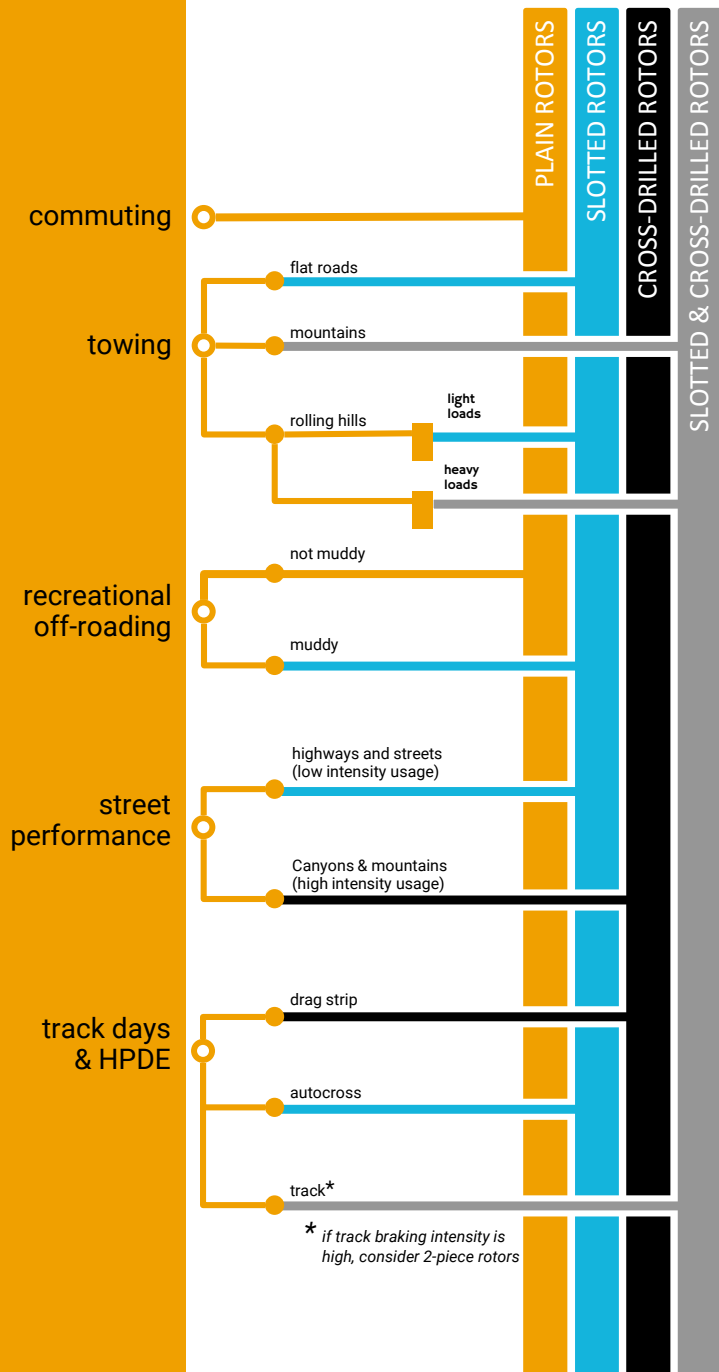 PLAIN ROTORS
SLOTTED ROTORS
CROSS-DRILLED ROTORS
SLOTTED & CROSS-DRILLED ROTORS
commuting
flat roads
towing
mountains
rolling hills
light
loads
heavy
loads
not muddy
recreational
off-roading
muddy
highways and streets
(low intensity usage)
street
performance
Canyons & mountains
(high intensity usage)
drag strip
track days
& HPDE
autocross
track*
* if track braking intensity is
high, consider 2-piece rotors